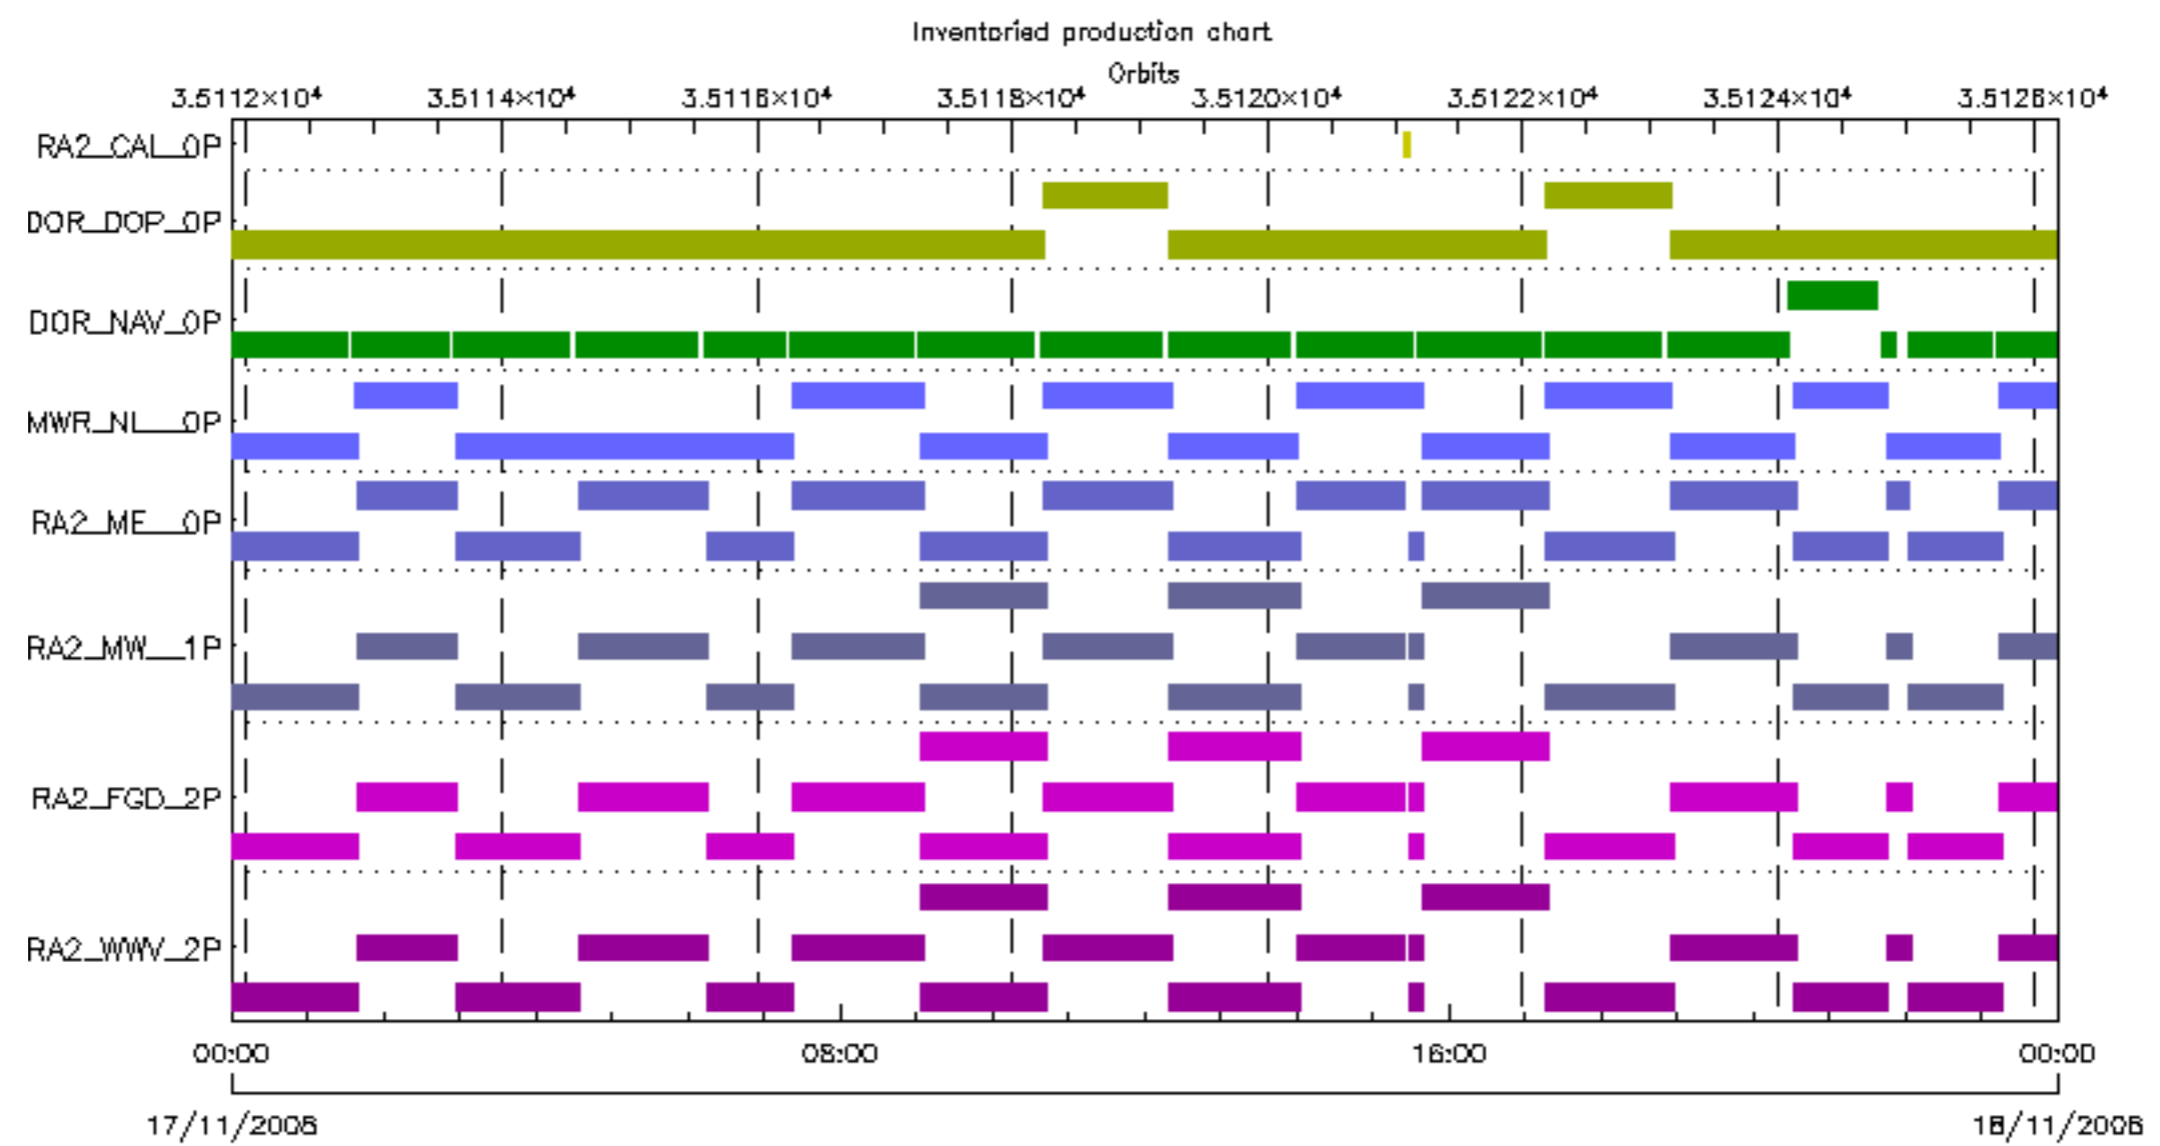 Inventoried production chart
Orbits
3.5112×10⁴ 3.5114×10⁴ 3.5116×10⁴ 3.5118×10⁴ 3.5120×10⁴ 3.5122×10⁴ 3.5124×10⁴ 3.5126×10⁴
RA2_CAL_0P
DOR_DOP_0P
DOR_NAV_0P
MWR_NL__0P
RA2_ME__0P
RA2_MW__1P
RA2_FGD_2P
RA2_WWV_2P
00:00 08:00 16:00 00:00
17/11/2008 18/11/2008